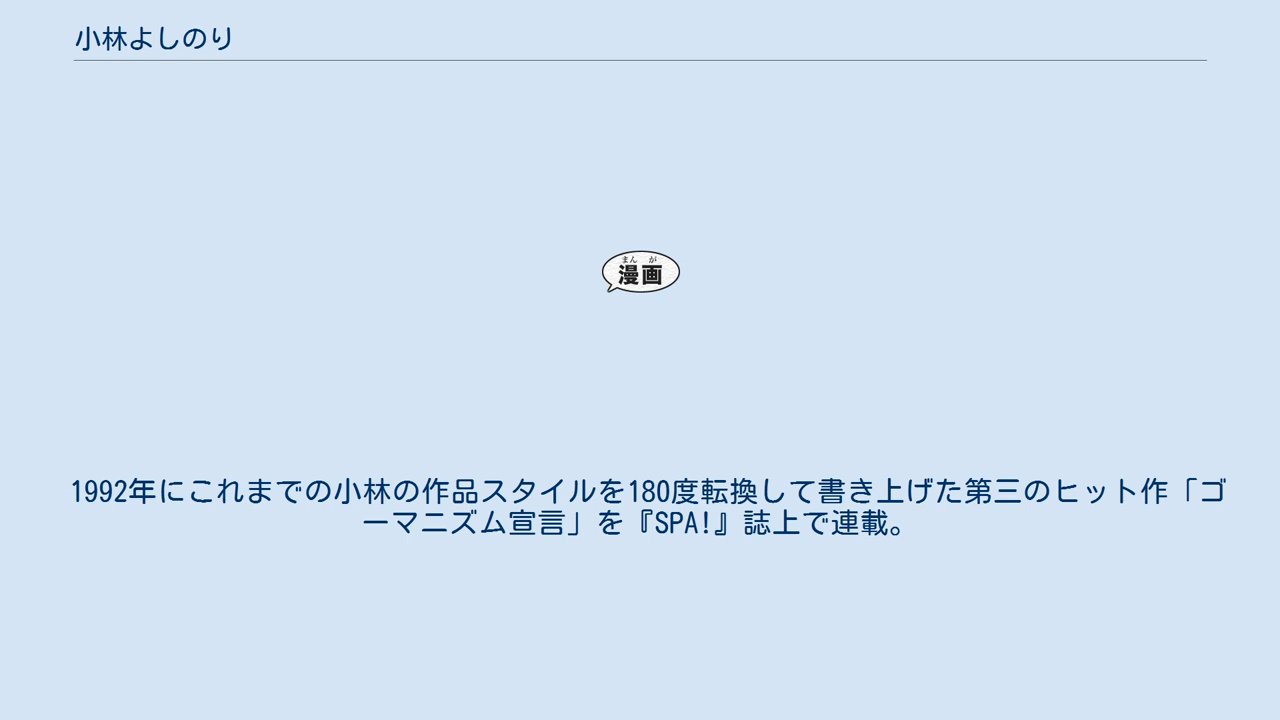 小林よしのり
まんが
漫画
1992年にこれまでの小林の作品スタイルを180度転換して書き上げた第三のヒット作「ゴ
ーマニズム宣言」を『SPA!』誌上で連載。